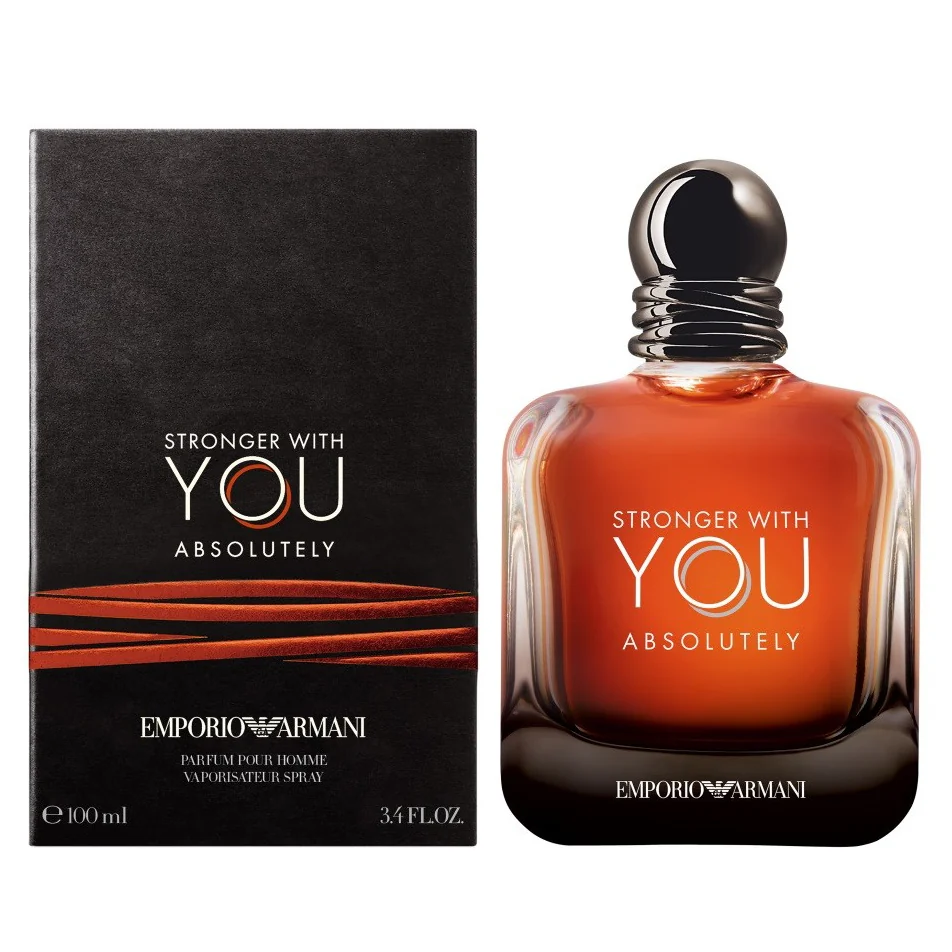 STRONGER WITH
YOU
ABSOLUTELY
EMPORIO ARMANI
PARFUM POUR HOMME
VAPORISATEUR SPRAY
℮ 100 ml
3.4 FL.OZ.
STRONGER WITH
YOU
ABSOLUTELY
EMPORIO ARMANI